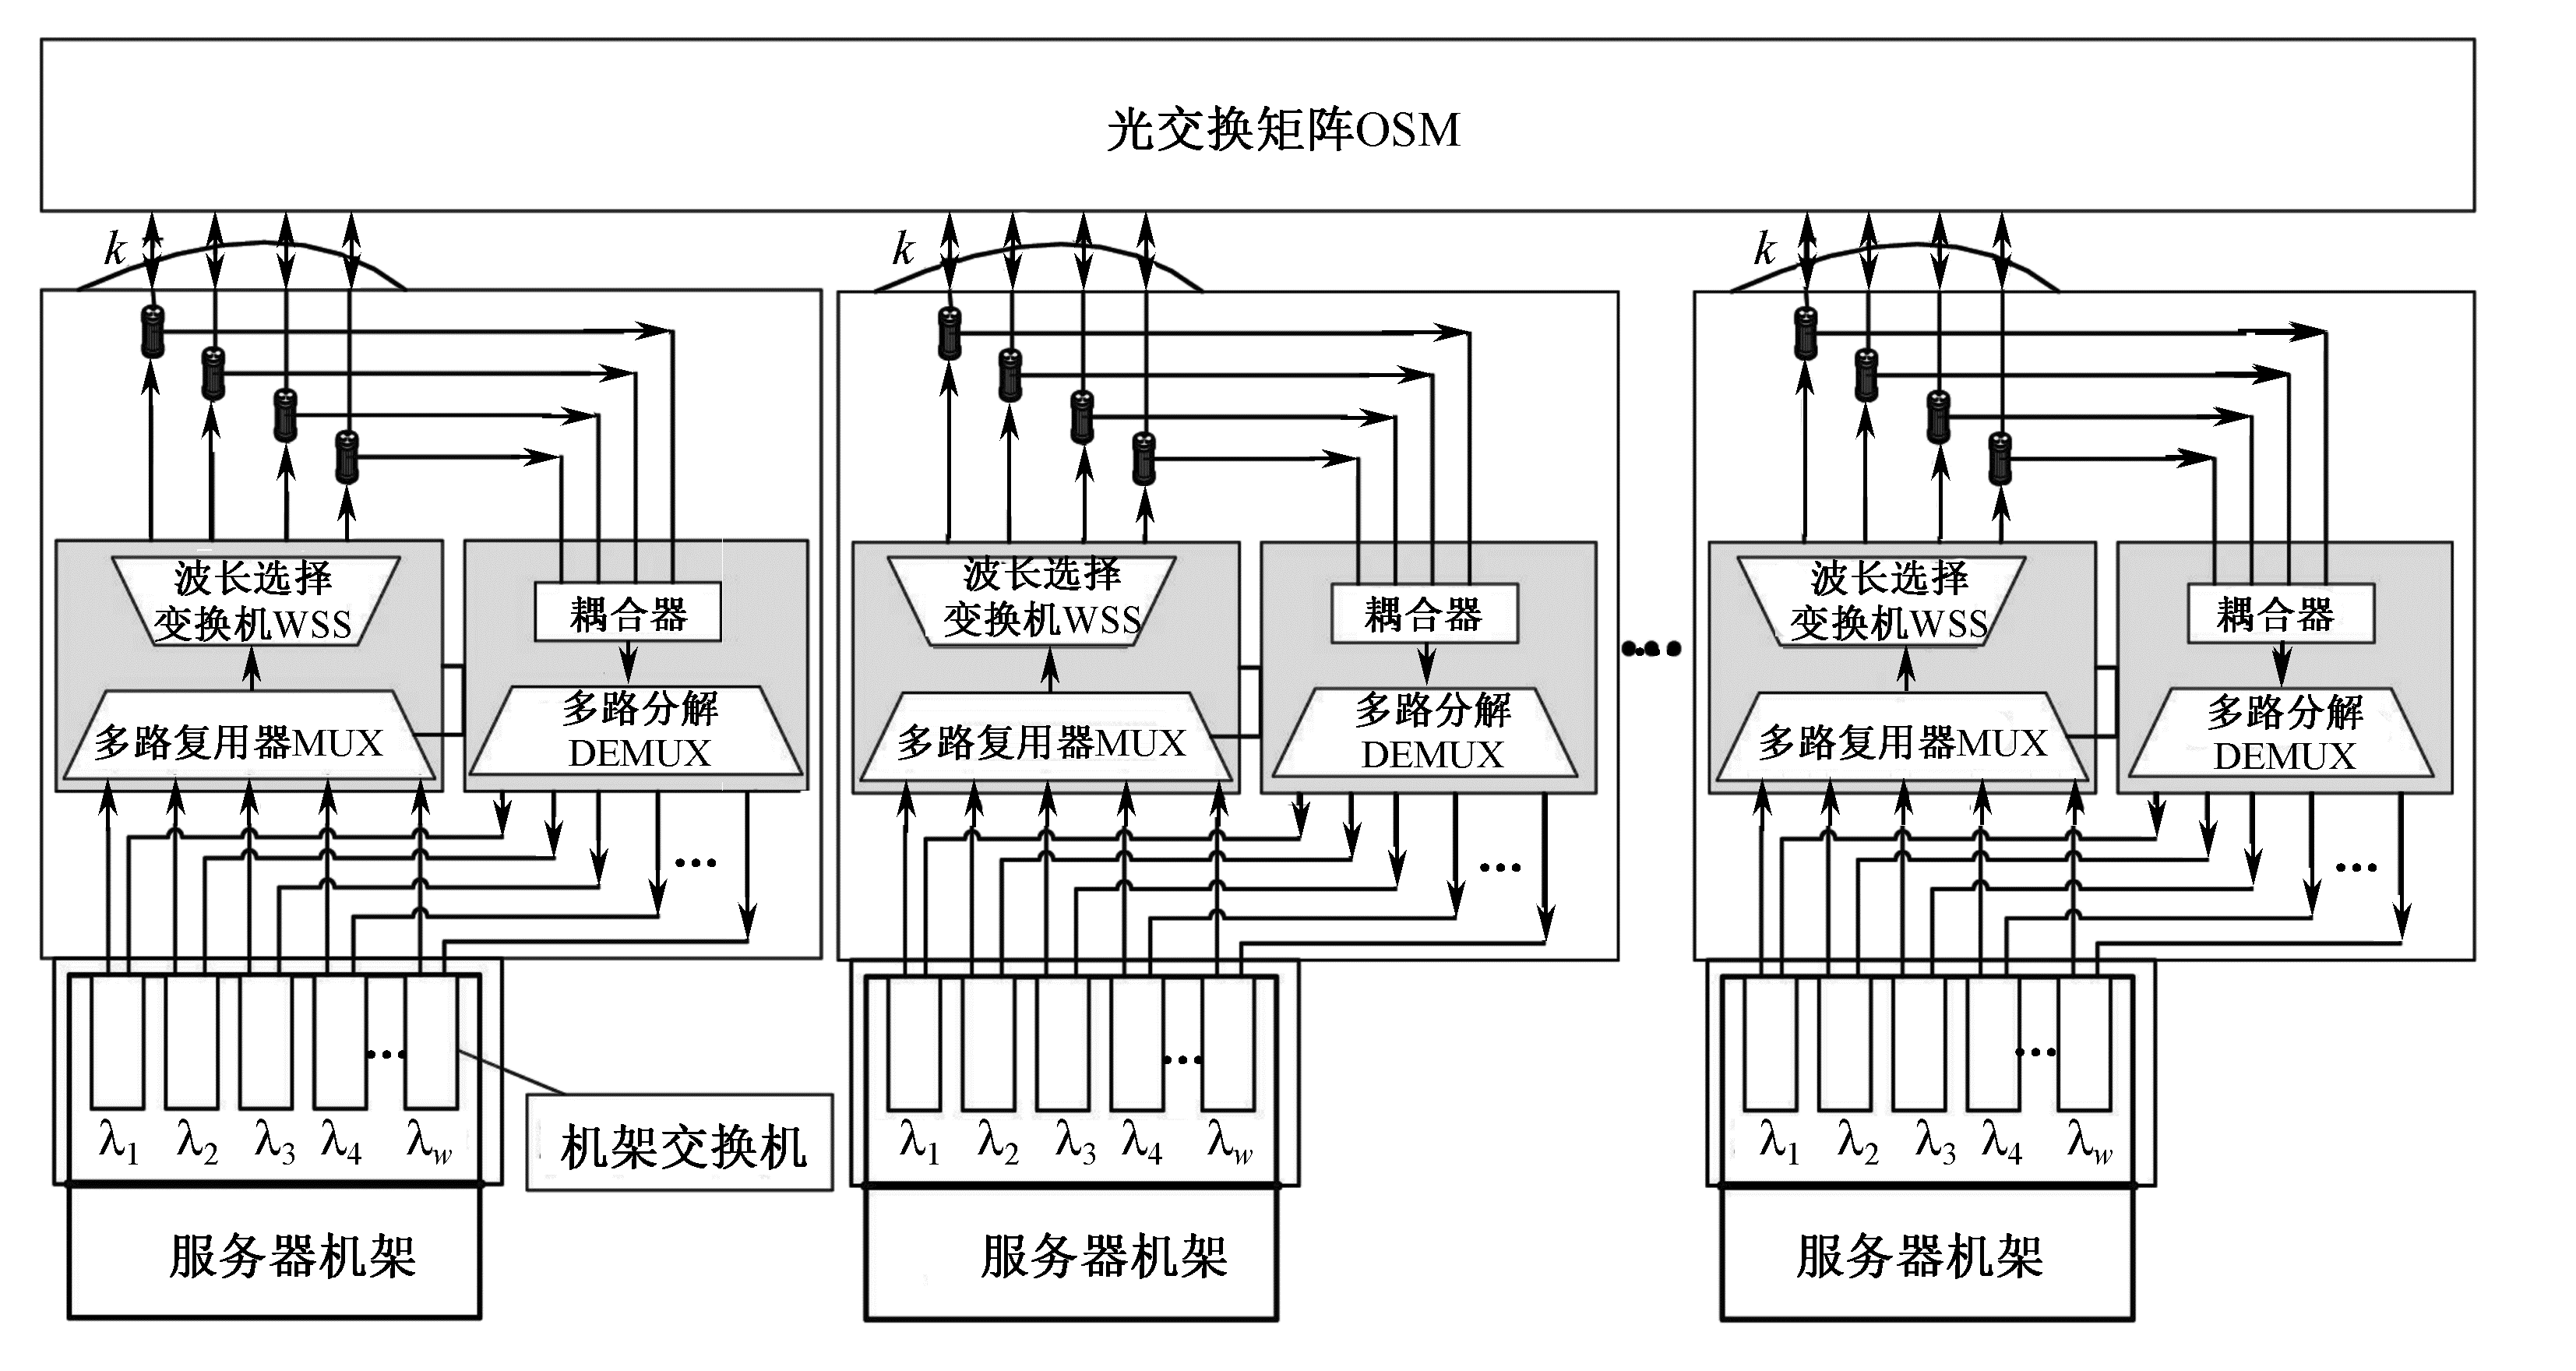 光交换矩阵OSM
k
k
k
波长选择
变换机WSS
耦合器
多路复用器MUX
多路分解
DEMUX
波长选择
变换机WSS
耦合器
多路复用器MUX
多路分解
DEMUX
波长选择
变换机WSS
耦合器
多路复用器MUX
多路分解
DEMUX
•••
•••
•••
•••
•••
•••
•••
λ1 λ2 λ3 λ4 λw
机架交换机
λ1 λ2 λ3 λ4 λw
λ1 λ2 λ3 λ4 λw
服务器机架
服务器机架
服务器机架